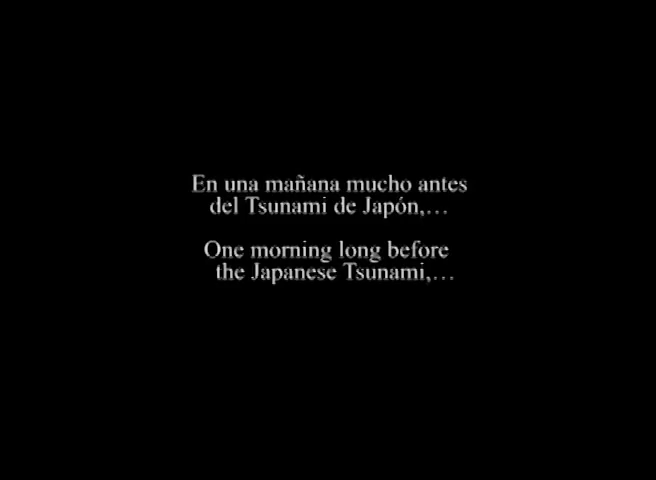 En una mañana mucho antes
del Tsunami de Japón,…
One morning long before
the Japanese Tsunami,…